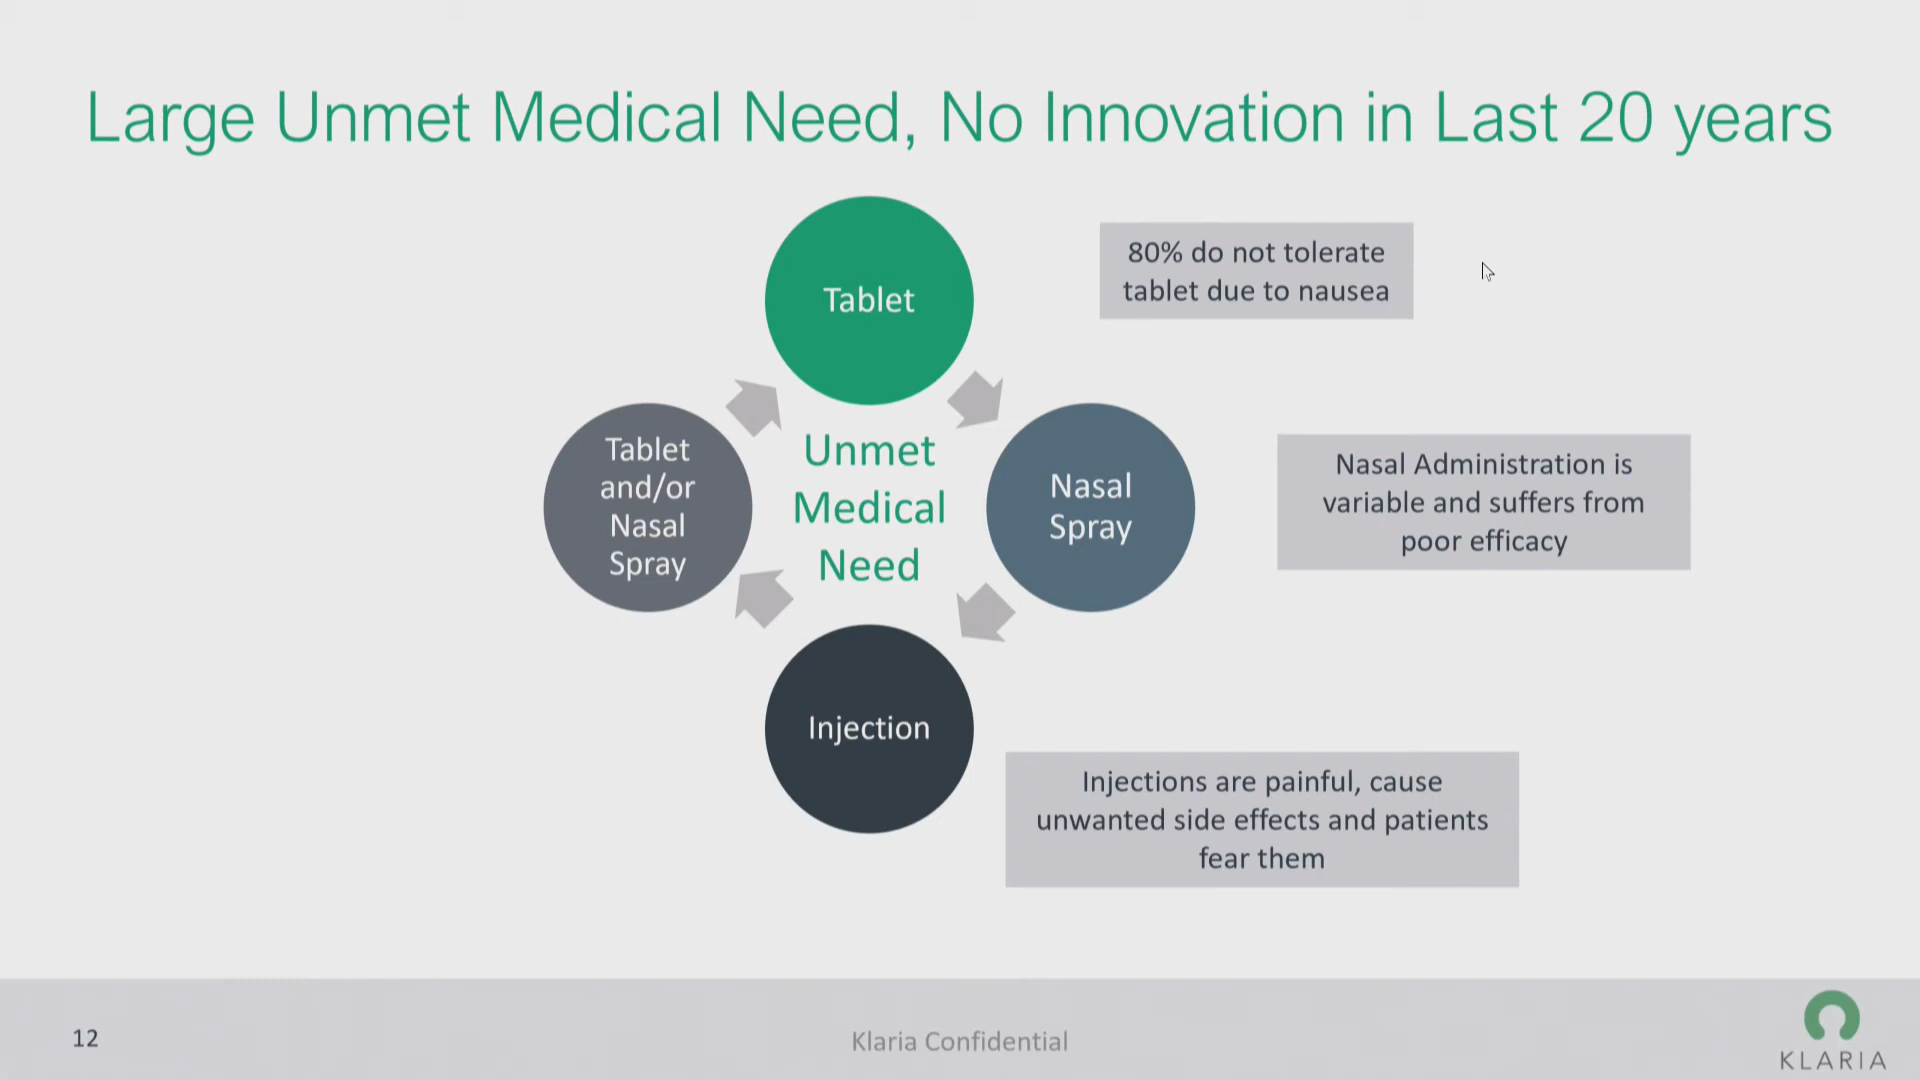 Large Unmet Medical Need, No Innovation in Last 20 years
Tablet
80% do not tolerate
tablet due to nausea
Tablet
and/or
Nasal
Spray
Unmet
Medical
Need
Nasal
Spray
Nasal Administration is
variable and suffers from
poor efficacy
Injection
Injections are painful, cause
unwanted side effects and patients
fear them
12
Klaria Confidential
KLARIA